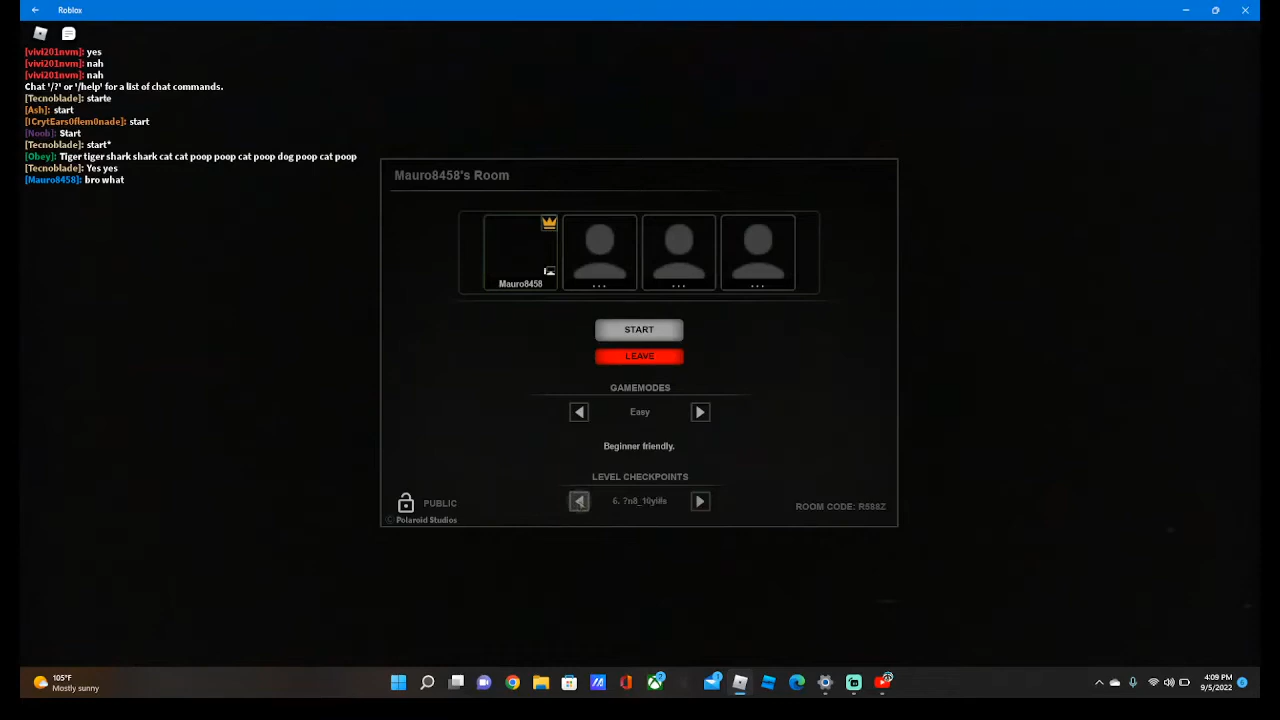 Roblox
[vivi201nvm]: yes
[vivi201nvm]: nah
[vivi201nvm]: nah
Chat '/?' or '/help' for a list of chat commands.
[Tecnoblade]: starte
[Ash]: start
[ICrytEars0flem0nade]: start
[Noob]: Start
[Tecnoblade]: start*
[Obey]: Tiger tiger shark shark cat cat poop poop cat poop dog poop cat poop
[Tecnoblade]: Yes yes
[Mauro8458]: bro what
Mauro8458's Room
Mauro8458
...
...
...
START
LEAVE
GAMEMODES
Easy
Beginner friendly.
LEVEL CHECKPOINTS
PUBLIC
6. ?n8_10yi#s
ROOM CODE: R588Z
© Polaroid Studios
105°F
Mostly sunny
4:09 PM
9/5/2022